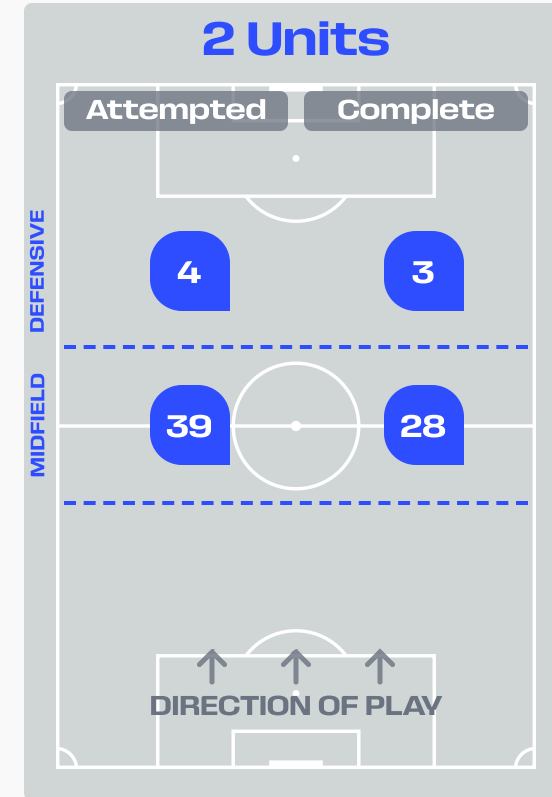 2 Units
Attempted Complete
DEFENSIVE
4 3
MIDFIELD
39 28
DIRECTION OF PLAY